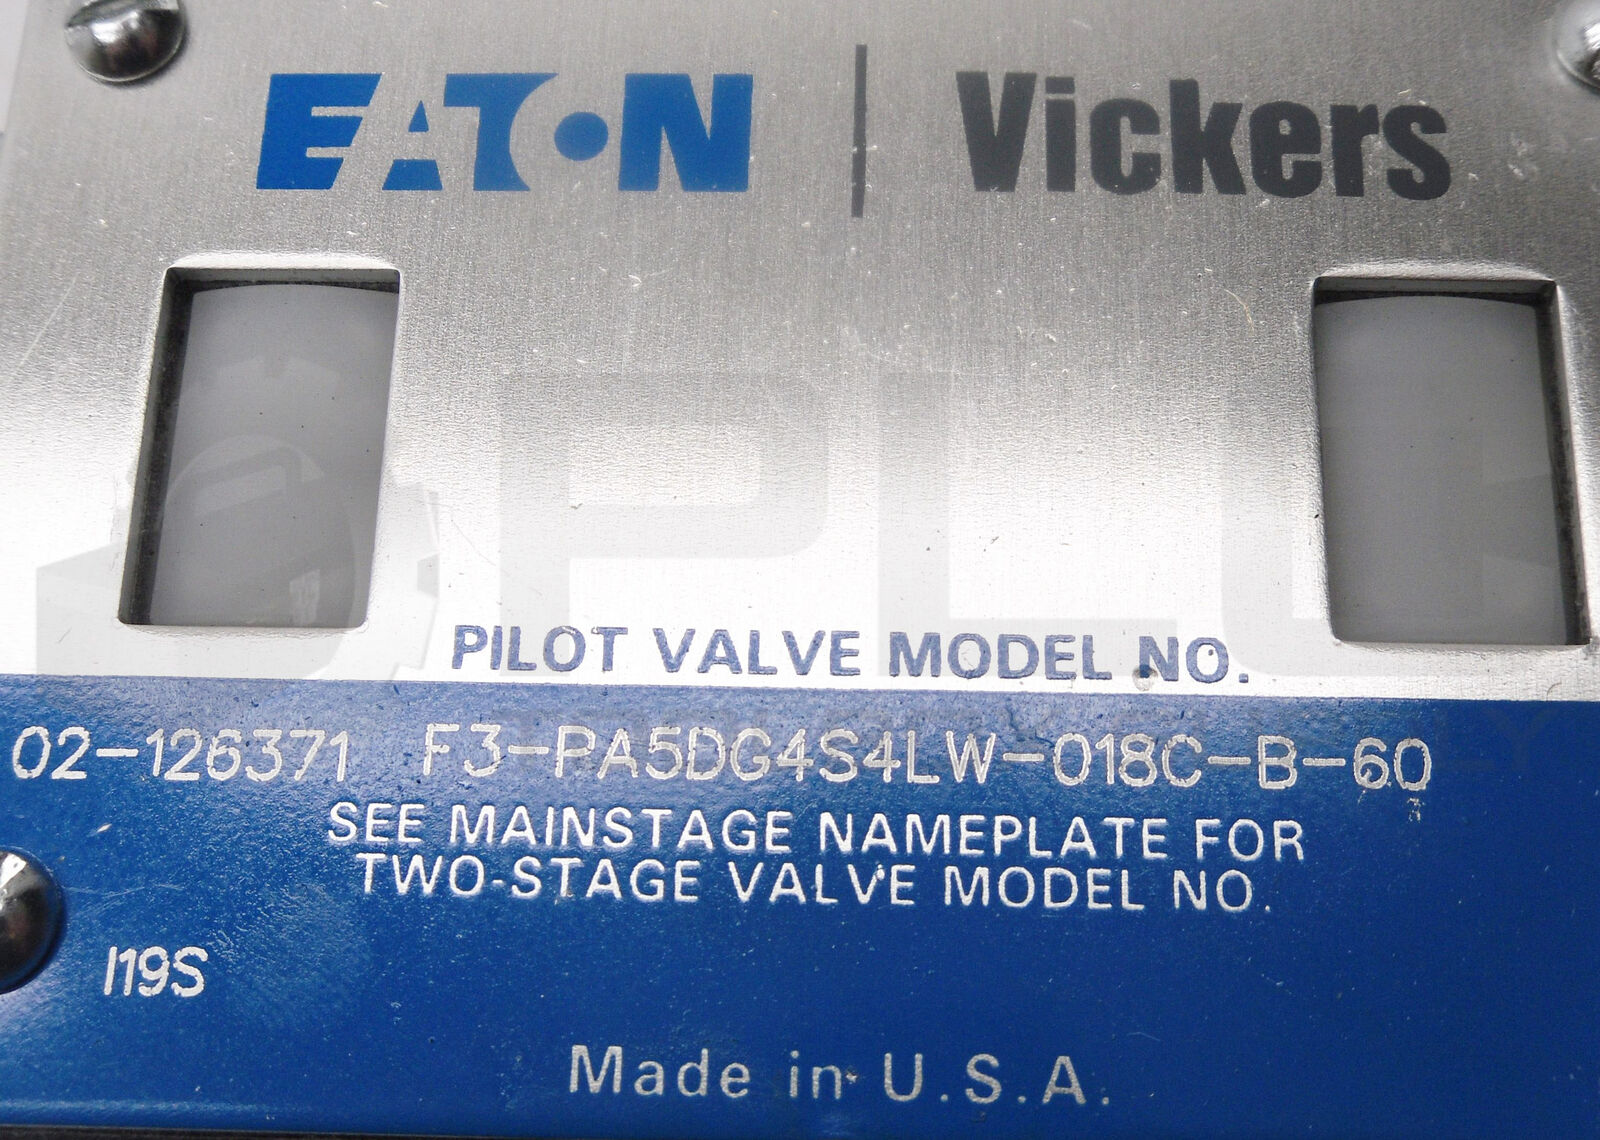 EATON | Vickers
PILOT VALVE MODEL NO.
02-126371 F3-PA5DG4S4LW-018C-B-60
SEE MAINSTAGE NAMEPLATE FOR
TWO-STAGE VALVE MODEL NO.
I19S
Made in U.S.A.